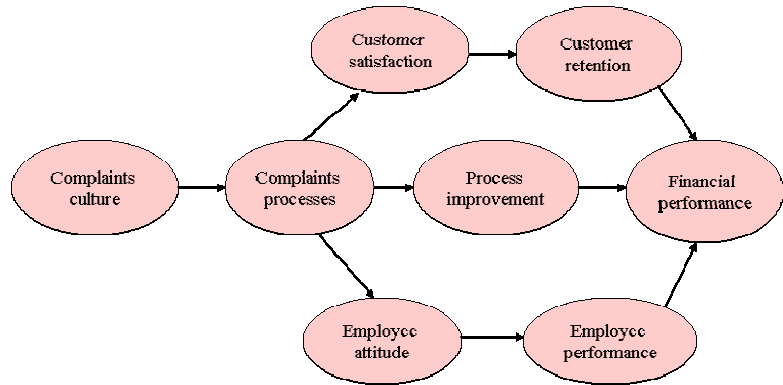 Customer
satisfaction
Customer
retention
Complaints
culture
Complaints
processes
Process
improvement
Financial
performance
Employee
attitude
Employee
performance